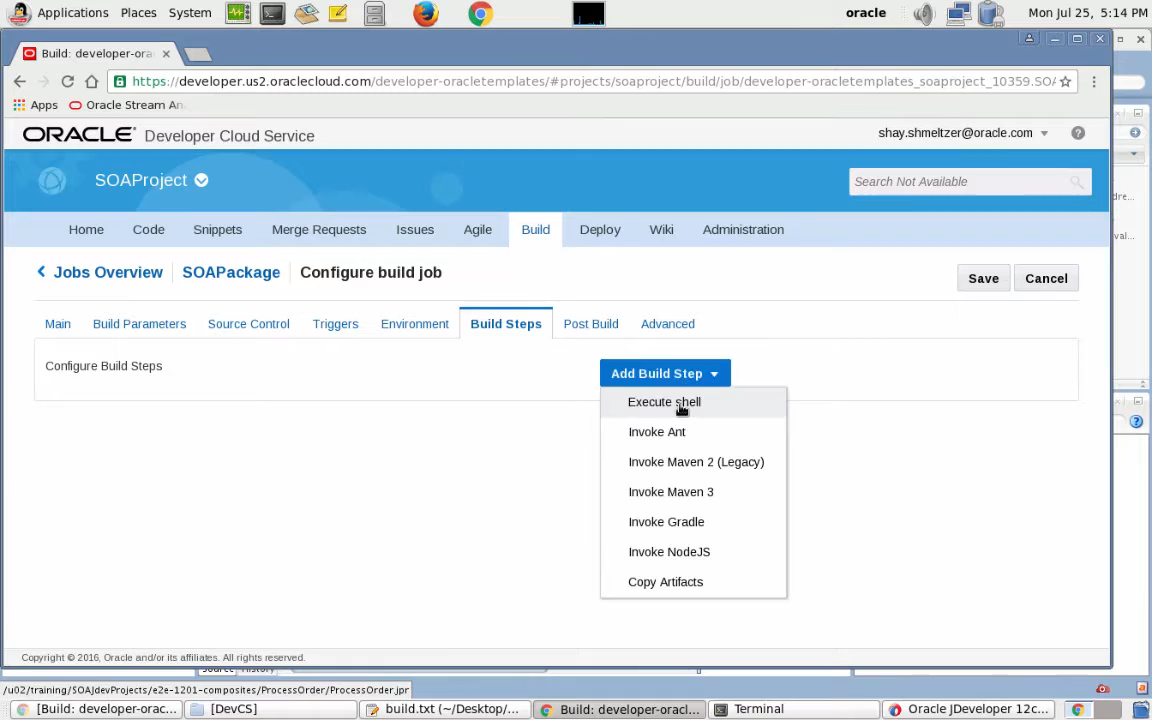 Applications Places System oracle Mon Jul 25, 5:14 PM
Build: developer-ora
https://developer.us2.oraclecloud.com/developer-oracletemplates/#projects/soaproject/build/job/developer-oracletemplates_soaproject_10359.SOA
Apps Oracle Stream An
ORACLE Developer Cloud Service shay.shmeltzer@oracle.com
SOAProject Search Not Available
Home Code Snippets Merge Requests Issues Agile Build Deploy Wiki Administration
Jobs Overview SOAPackage Configure build job Save Cancel
Main Build Parameters Source Control Triggers Environment Build Steps Post Build Advanced
Configure Build Steps Add Build Step
Execute shell
Invoke Ant
Invoke Maven 2 (Legacy)
Invoke Maven 3
Invoke Gradle
Invoke NodeJS
Copy Artifacts
Copyright © 2016, Oracle and/or its affiliates. All rights reserved.
/u02/training/SOAJdevProjects/e2e-1201-composites/ProcessOrder/ProcessOrder.jpr
[Build: developer-orac... [DevCS] build.txt (~/Desktop/... Build: developer-oracl... Terminal Oracle JDeveloper 12c...